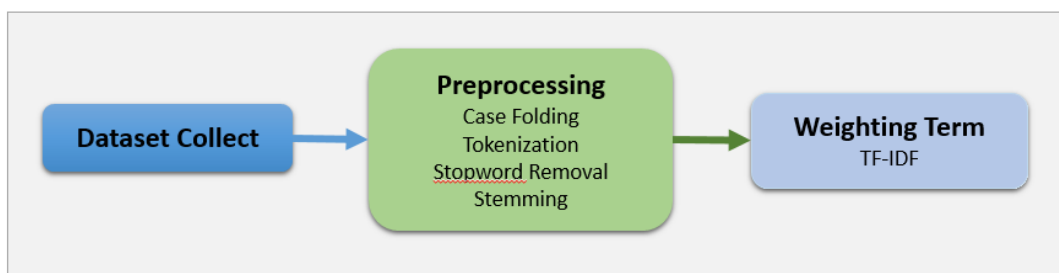 Dataset Collect
Preprocessing
Case Folding
Tokenization
Stopword Removal
Stemming
Weighting Term
TF-IDF